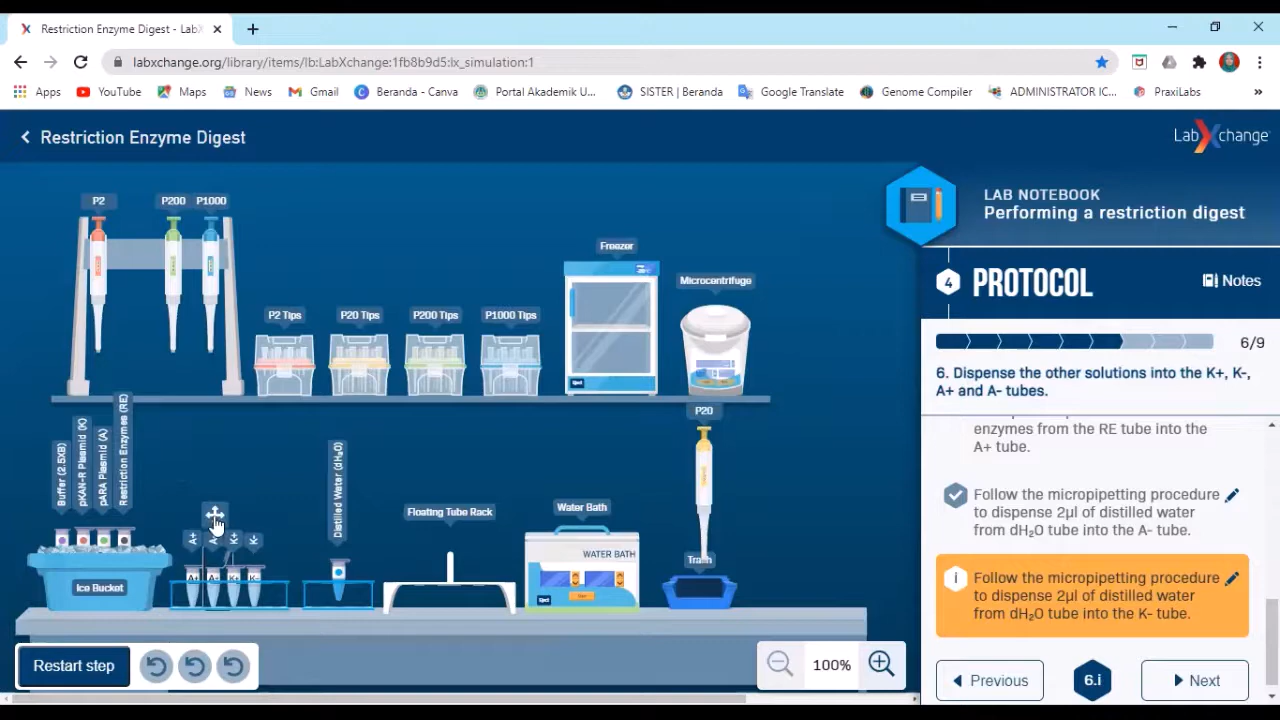 Restriction Enzyme Digest - LabX
labxchange.org/library/items/lb:LabXchange:1fb8b9d5:lx_simulation:1
Apps YouTube Maps News Gmail Beranda - Canva Portal Akademik U... SISTER | Beranda Google Translate Genome Compiler ADMINISTRATOR IC... PraxiLabs »
Restriction Enzyme Digest
LabXchange
LAB NOTEBOOK
Performing a restriction digest
4 PROTOCOL Notes
6/9
6. Dispense the other solutions into the K+, K-,
A+ and A- tubes.
enzymes from the RE tube into the
A+ tube.
Follow the micropipetting procedure
to dispense 2µl of distilled water
from dH₂O tube into the A- tube.
Follow the micropipetting procedure
to dispense 2µl of distilled water
from dH₂O tube into the K- tube.
Previous 6.i Next
P2 P200 P1000
Freezer
Microcentrifuge
P2 Tips P20 Tips P200 Tips P1000 Tips
Eject
P20
Buffer (2.5XB)
pKAN-R Plasmid (K)
pARA Plasmid (A)
Restriction Enzymes (RE)
Distilled Water (dH₂O)
Floating Tube Rack
Water Bath
WATER BATH
Trash
A+ A- K+ K-
Ice Bucket
Eject
Restart step
100%